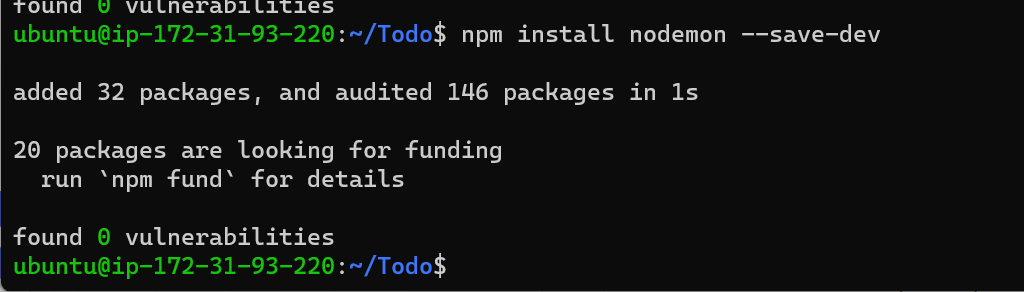 found 0 vulnerabilities
ubuntu@ip-172-31-93-220:~/Todo$ npm install nodemon --save-dev
added 32 packages, and audited 146 packages in 1s
20 packages are looking for funding
run `npm fund` for details
found 0 vulnerabilities
ubuntu@ip-172-31-93-220:~/Todo$